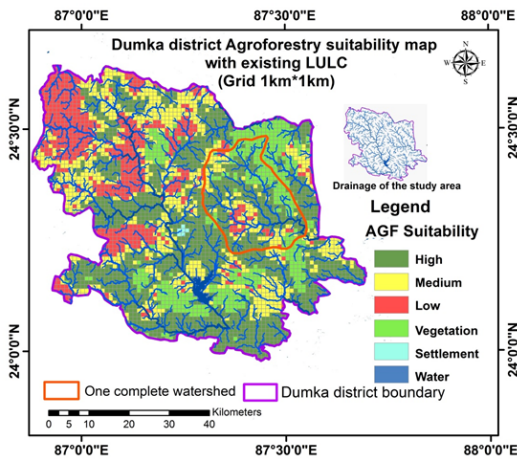 87°0'0"E
87°30'0"E
88°0'0"E
Dumka district Agroforestry suitability map
with existing LULC
(Grid 1km*1km)
N
W
E
S
24°30'0"N
24°30'0"N
Drainage of the study area
Legend
AGF Suitability
High
Medium
Low
Vegetation
Settlement
Water
24°0'0"N
24°0'0"N
One complete watershed
Dumka district boundary
Kilometers
0 5 10 20 30 40
87°0'0"E
87°30'0"E
88°0'0"E